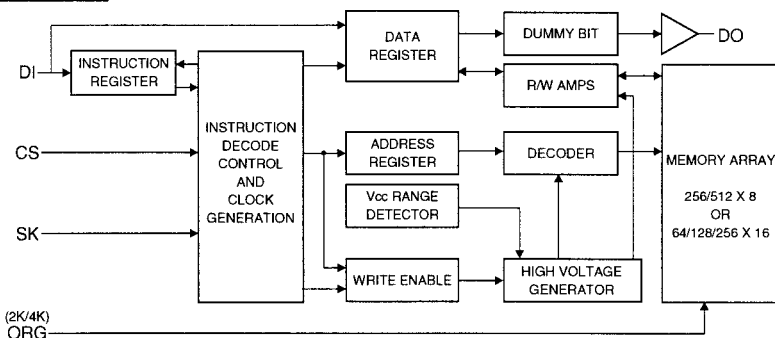 DI
INSTRUCTION
REGISTER
INSTRUCTION
DECODE
CONTROL
AND
CLOCK
GENERATION
DATA
REGISTER
DUMMY BIT
DO
R/W AMPS
CS
ADDRESS
REGISTER
DECODER
MEMORY ARRAY
256/512 X 8
OR
64/128/256 X 16
Vcc RANGE
DETECTOR
SK
WRITE ENABLE
HIGH VOLTAGE
GENERATOR
(2K/4K)
ORG